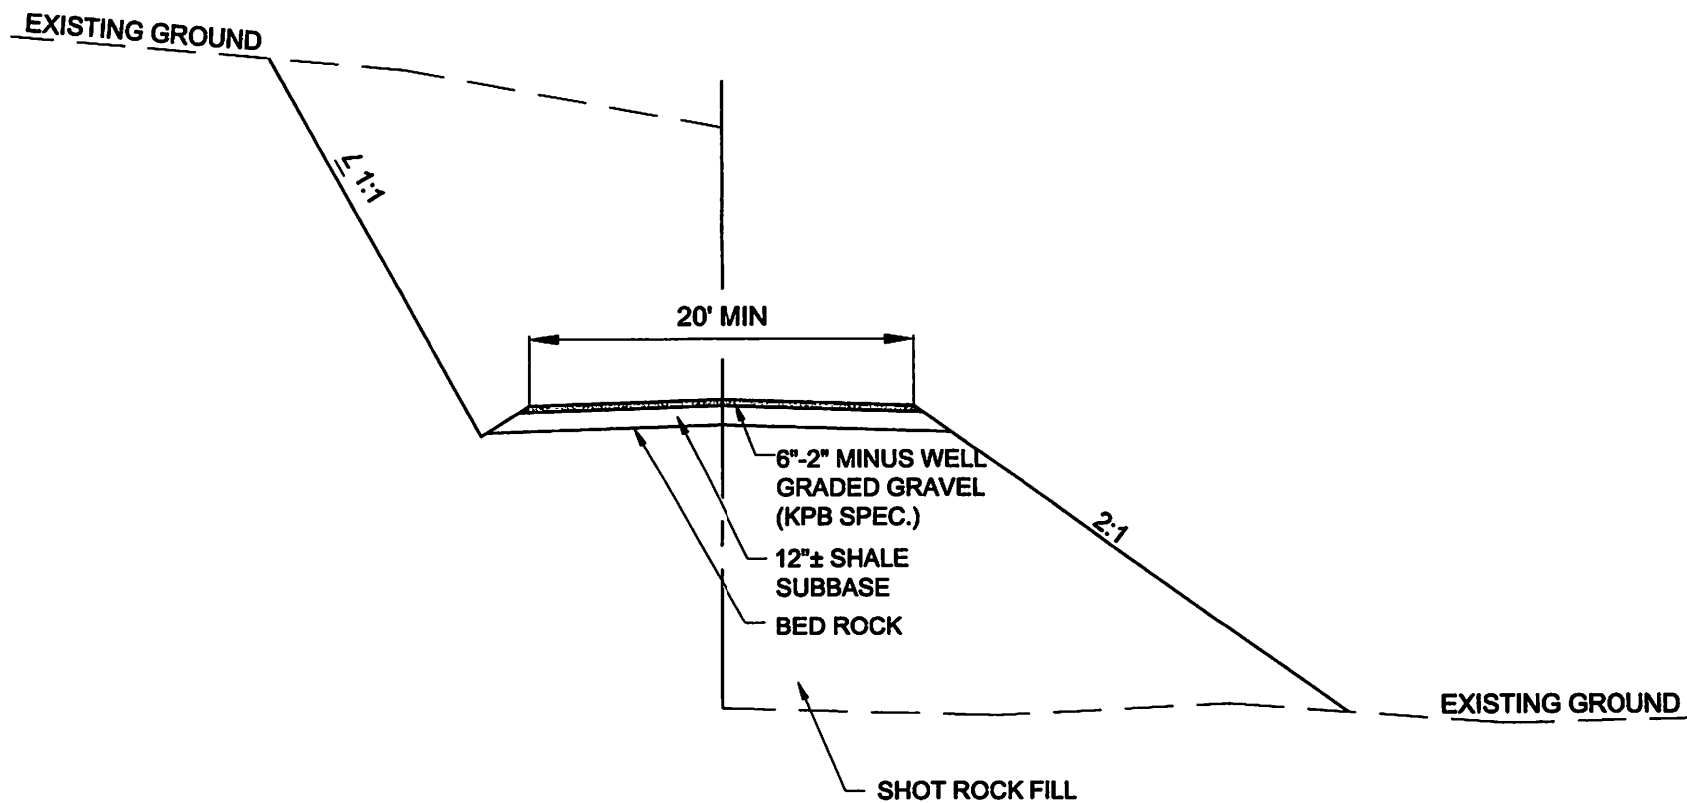 EXISTING GROUND
∠ 1:1
20' MIN
6"-2" MINUS WELL
GRADED GRAVEL
(KPB SPEC.)
12"± SHALE
SUBBASE
BED ROCK
2:1
EXISTING GROUND
SHOT ROCK FILL